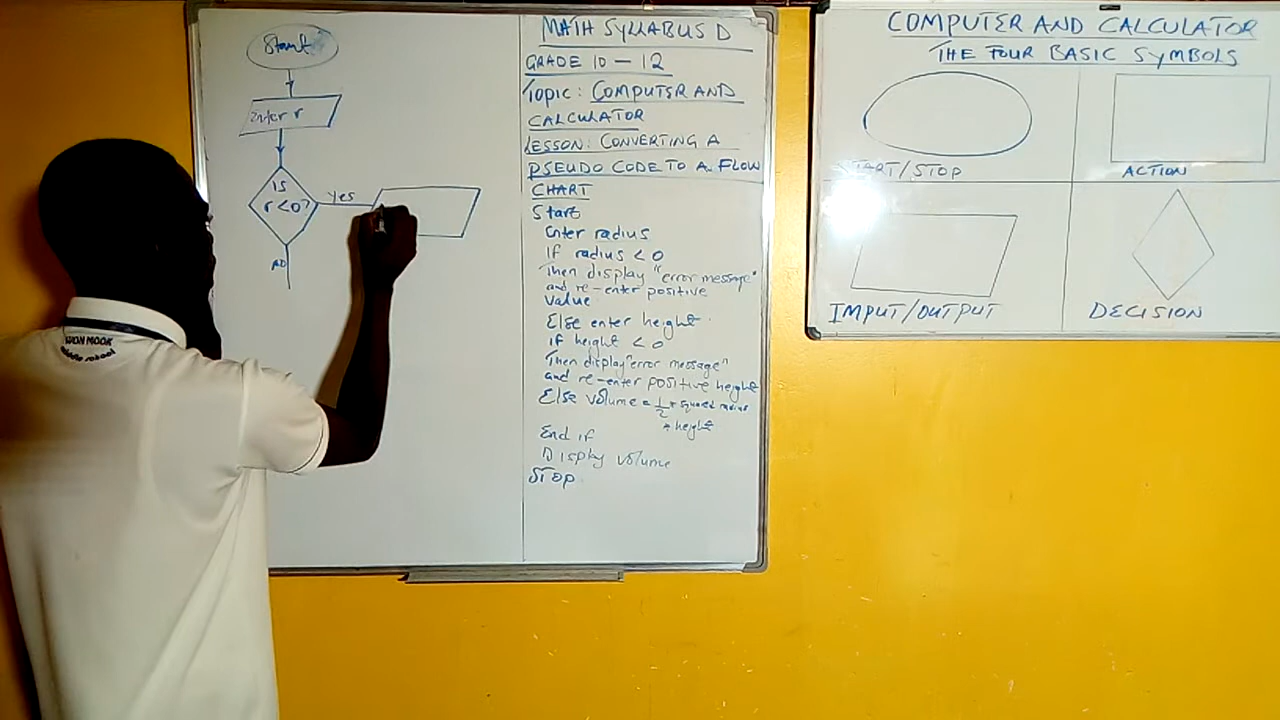 Start
Enter r
is
r < 0?
yes
no
MATH SYLLABUS D
GRADE 10 - 12
Topic: COMPUTER AND
CALCULATOR
LESSON: CONVERTING A
PSEUDO CODE TO A FLOW
CHART
Start
Enter radius
If radius < 0
Then display "error message"
and re-enter positive
value
Else enter height
if height < 0
Then display "error message"
and re-enter positive height
Else volume = 1/2 * squared radius
* height
End if
Display volume
STOP
COMPUTER AND CALCULATOR
THE FOUR BASIC SYMBOLS
START/STOP
ACTION
IMPUT/OUTPUT
DECISION